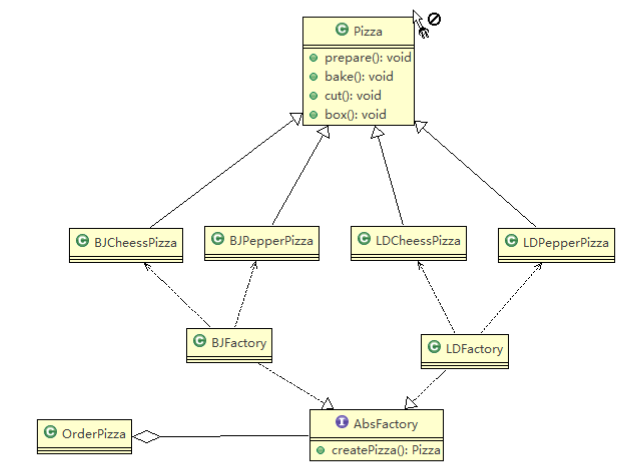 C Pizza
prepare(): void
bake(): void
cut(): void
box(): void
C BJCheessPizza
C BJPepperPizza
C LDCheessPizza
C LDPepperPizza
C BJFactory
C LDFactory
C OrderPizza
I AbsFactory
createPizza(): Pizza